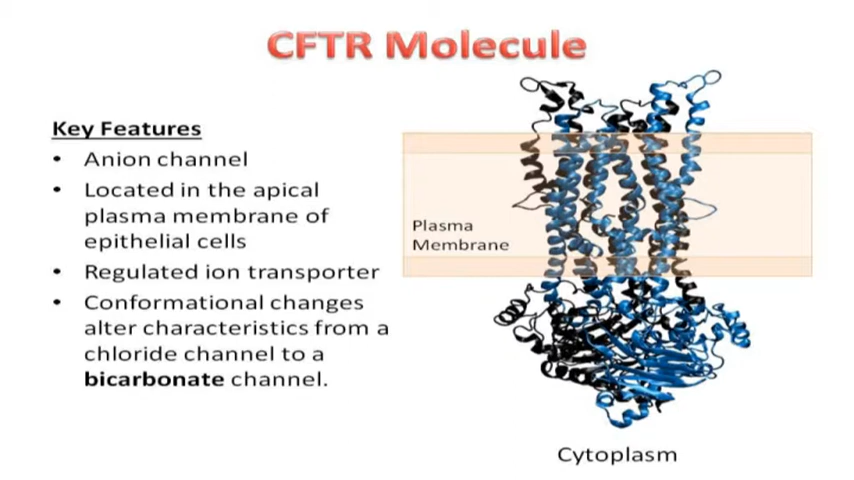 CFTR Molecule
Key Features
• Anion channel
• Located in the apical
plasma membrane of
epithelial cells
• Regulated ion transporter
• Conformational changes
alter characteristics from a
chloride channel to a
bicarbonate channel.
Plasma
Membrane
Cytoplasm